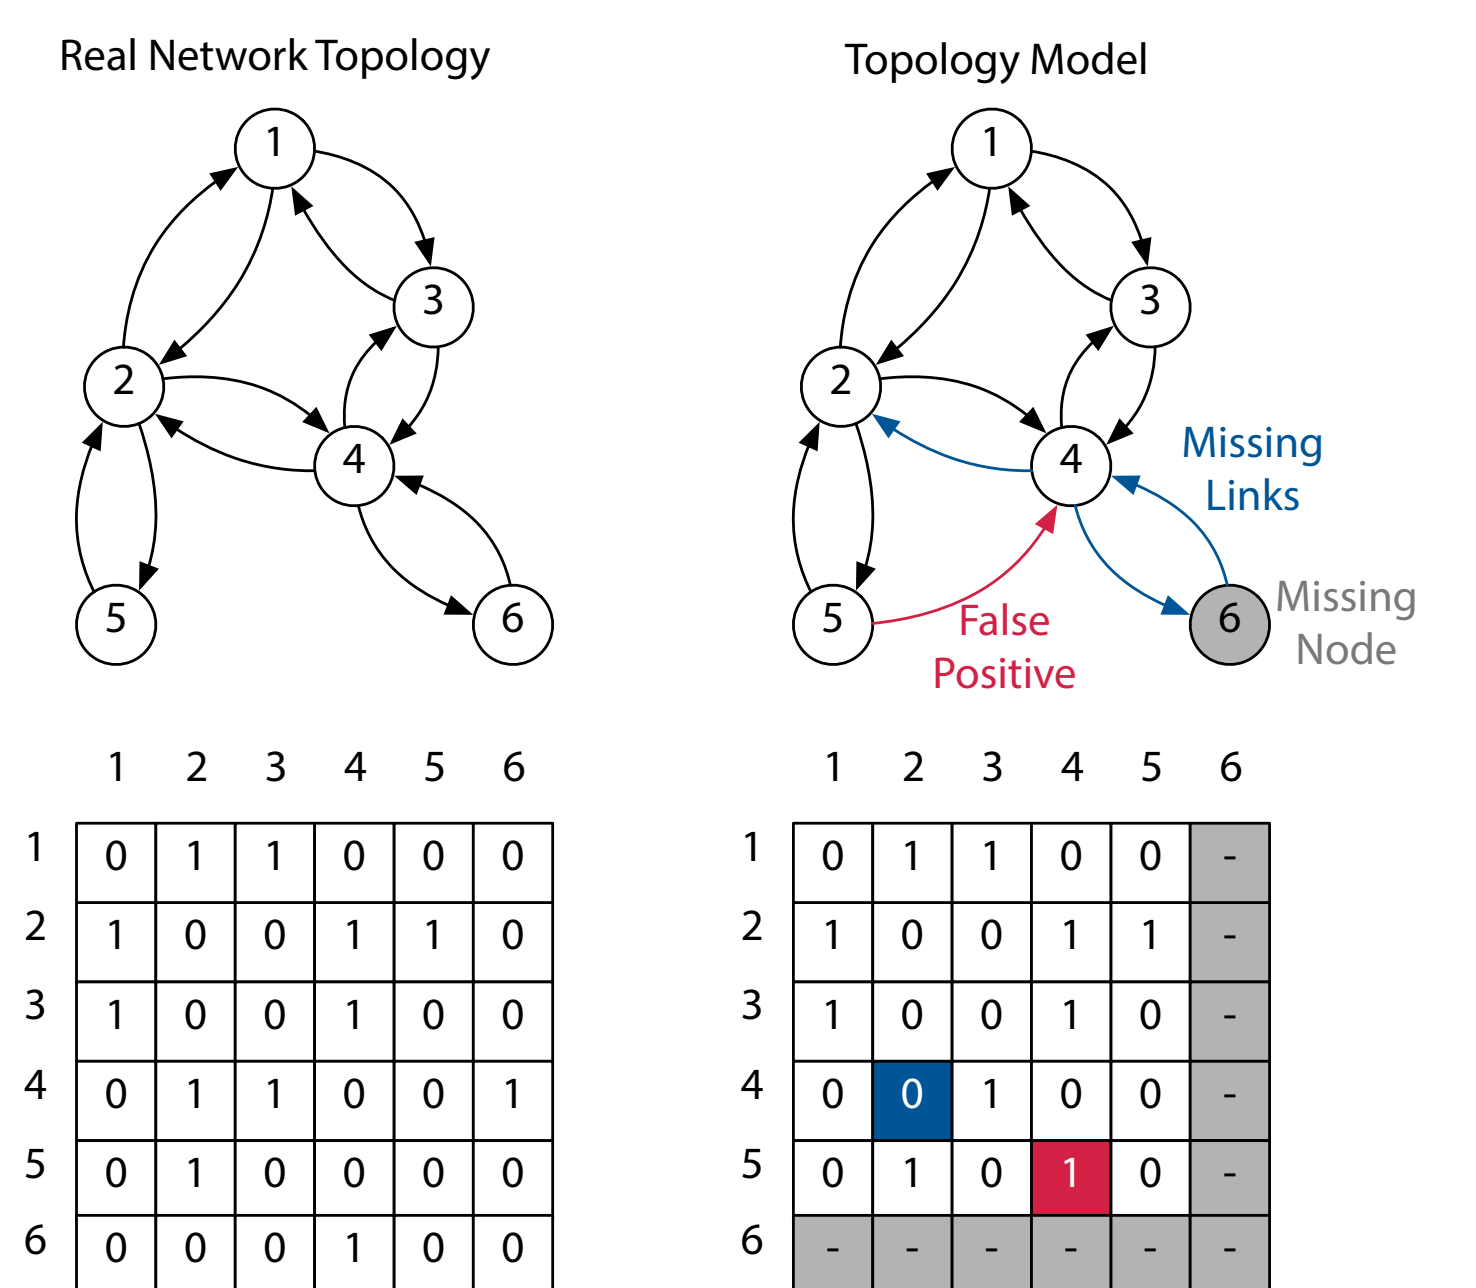 Real Network Topology
Topology Model
1
3
2
4
5
6
1
3
2
4
5
6
Missing
Links
False
Positive
Missing
Node
1 2 3 4 5 6
1 0 1 1 0 0 0
2 1 0 0 1 1 0
3 1 0 0 1 0 0
4 0 1 1 0 0 1
5 0 1 0 0 0 0
6 0 0 0 1 0 0
1 2 3 4 5 6
1 0 1 1 0 0 -
2 1 0 0 1 1 -
3 1 0 0 1 0 -
4 0 0 1 0 0 -
5 0 1 0 1 0 -
6 - - - - - -